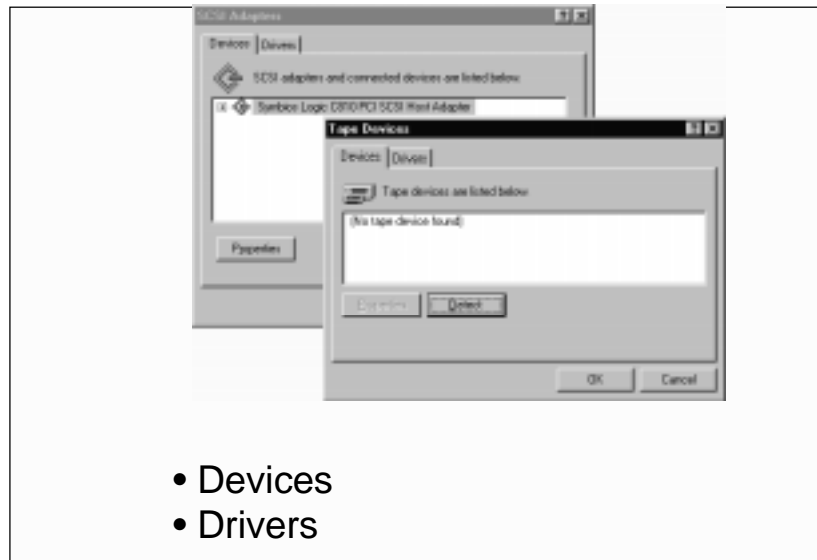 SCSI Adapters
Devices Drivers
SCSI adapters and connected devices are listed below.
Symbios Logic C810 PCI SCSI Host Adapter
Tape Devices
Devices Drivers
Tape devices are listed below
(No tape device found)
Properties
Properties Detect
OK Cancel
• Devices
• Drivers